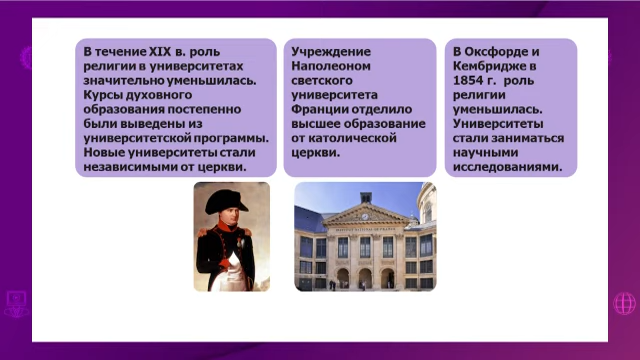 В течение XIX в. роль
религии в университетах
значительно уменьшилась.
Курсы духовного
образования постепенно
были выведены из
университетской программы.
Новые университеты стали
независимыми от церкви.
Учреждение
Наполеоном
светского
университета
Франции отделило
высшее образование
от католической
церкви.
В Оксфорде и
Кембридже в
1854 г. роль
религии
уменьшилась.
Университеты
стали заниматься
научными
исследованиями.